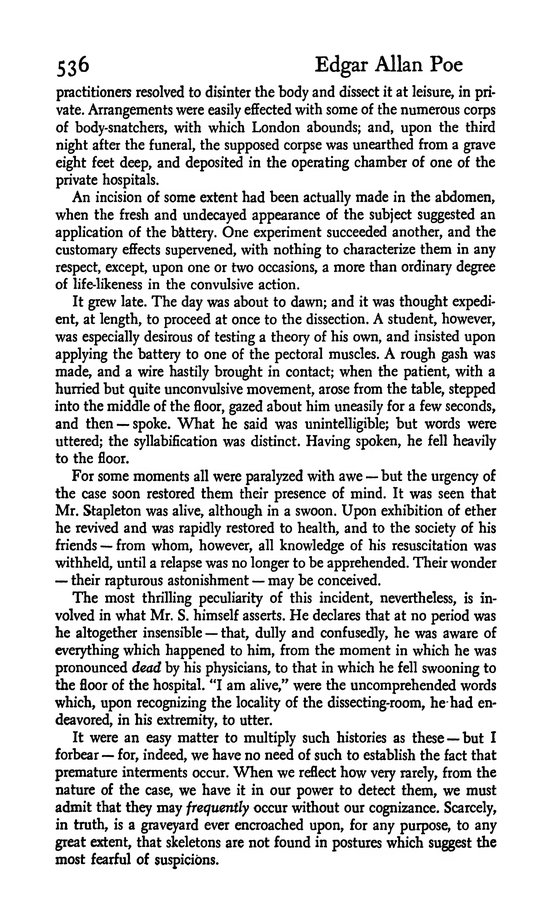 536 Edgar Allan Poe
practitioners resolved to disinter the body and dissect it at leisure, in pri-
vate. Arrangements were easily effected with some of the numerous corps
of body-snatchers, with which London abounds; and, upon the third
night after the funeral, the supposed corpse was unearthed from a grave
eight feet deep, and deposited in the operating chamber of one of the
private hospitals.
An incision of some extent had been actually made in the abdomen,
when the fresh and undecayed appearance of the subject suggested an
application of the battery. One experiment succeeded another, and the
customary effects supervened, with nothing to characterize them in any
respect, except, upon one or two occasions, a more than ordinary degree
of life-likeness in the convulsive action.
It grew late. The day was about to dawn; and it was thought expedi-
ent, at length, to proceed at once to the dissection. A student, however,
was especially desirous of testing a theory of his own, and insisted upon
applying the battery to one of the pectoral muscles. A rough gash was
made, and a wire hastily brought in contact; when the patient, with a
hurried but quite unconvulsive movement, arose from the table, stepped
into the middle of the floor, gazed about him uneasily for a few seconds,
and then — spoke. What he said was unintelligible; but words were
uttered; the syllabification was distinct. Having spoken, he fell heavily
to the floor.
For some moments all were paralyzed with awe — but the urgency of
the case soon restored them their presence of mind. It was seen that
Mr. Stapleton was alive, although in a swoon. Upon exhibition of ether
he revived and was rapidly restored to health, and to the society of his
friends — from whom, however, all knowledge of his resuscitation was
withheld, until a relapse was no longer to be apprehended. Their wonder
— their rapturous astonishment — may be conceived.
The most thrilling peculiarity of this incident, nevertheless, is in-
volved in what Mr. S. himself asserts. He declares that at no period was
he altogether insensible — that, dully and confusedly, he was aware of
everything which happened to him, from the moment in which he was
pronounced dead by his physicians, to that in which he fell swooning to
the floor of the hospital. "I am alive," were the uncomprehended words
which, upon recognizing the locality of the dissecting-room, he had en-
deavored, in his extremity, to utter.
It were an easy matter to multiply such histories as these — but I
forbear — for, indeed, we have no need of such to establish the fact that
premature interments occur. When we reflect how very rarely, from the
nature of the case, we have it in our power to detect them, we must
admit that they may frequently occur without our cognizance. Scarcely,
in truth, is a graveyard ever encroached upon, for any purpose, to any
great extent, that skeletons are not found in postures which suggest the
most fearful of suspicions.